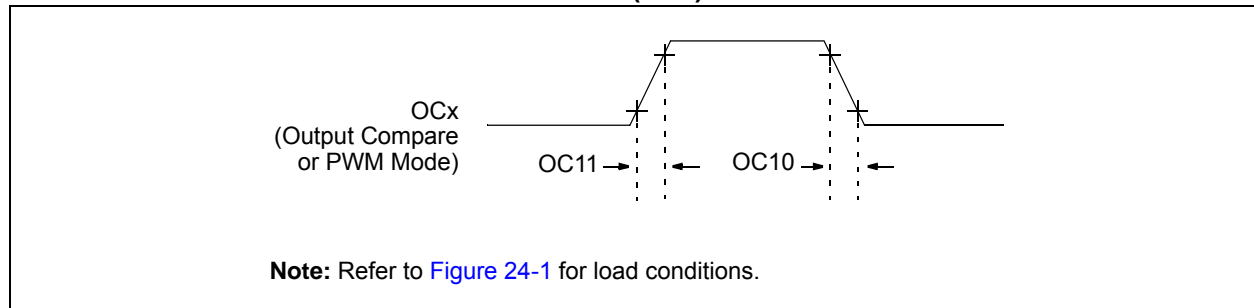 OCx
(Output Compare
or PWM Mode)
OC11
OC10
Note: Refer to Figure 24-1 for load conditions.